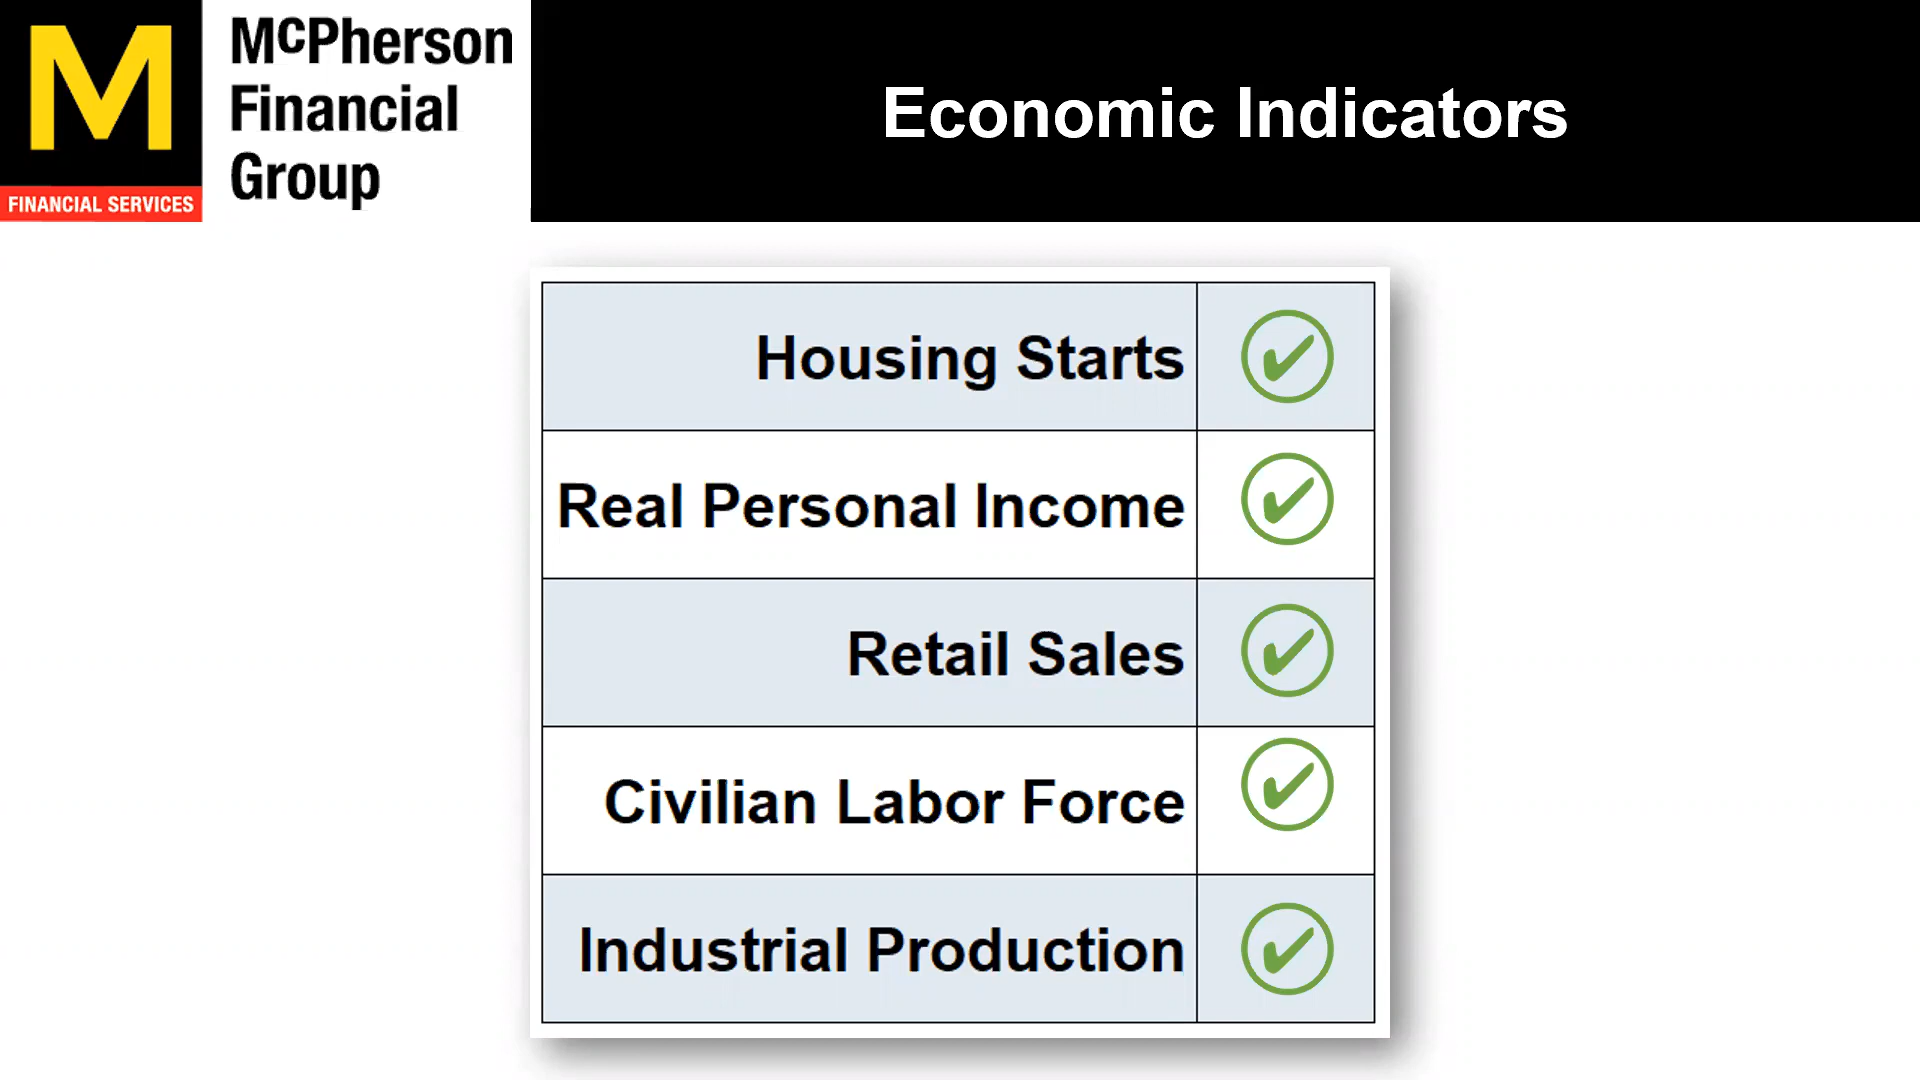 M
FINANCIAL SERVICES
McPherson
Financial
Group
Economic Indicators
Housing Starts ✔
Real Personal Income ✔
Retail Sales ✔
Civilian Labor Force ✔
Industrial Production ✔